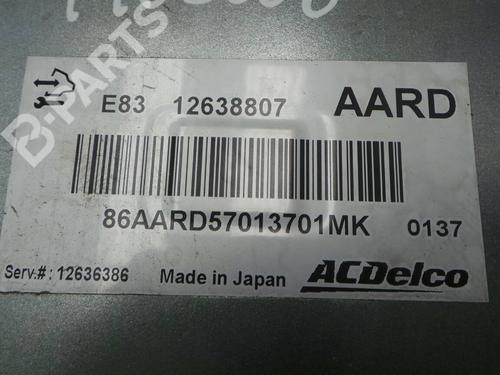 B-PARTS
E83 12638807 AARD
86AARD57013701MK 0137
Serv.#: 12636386 Made in Japan ACDelco